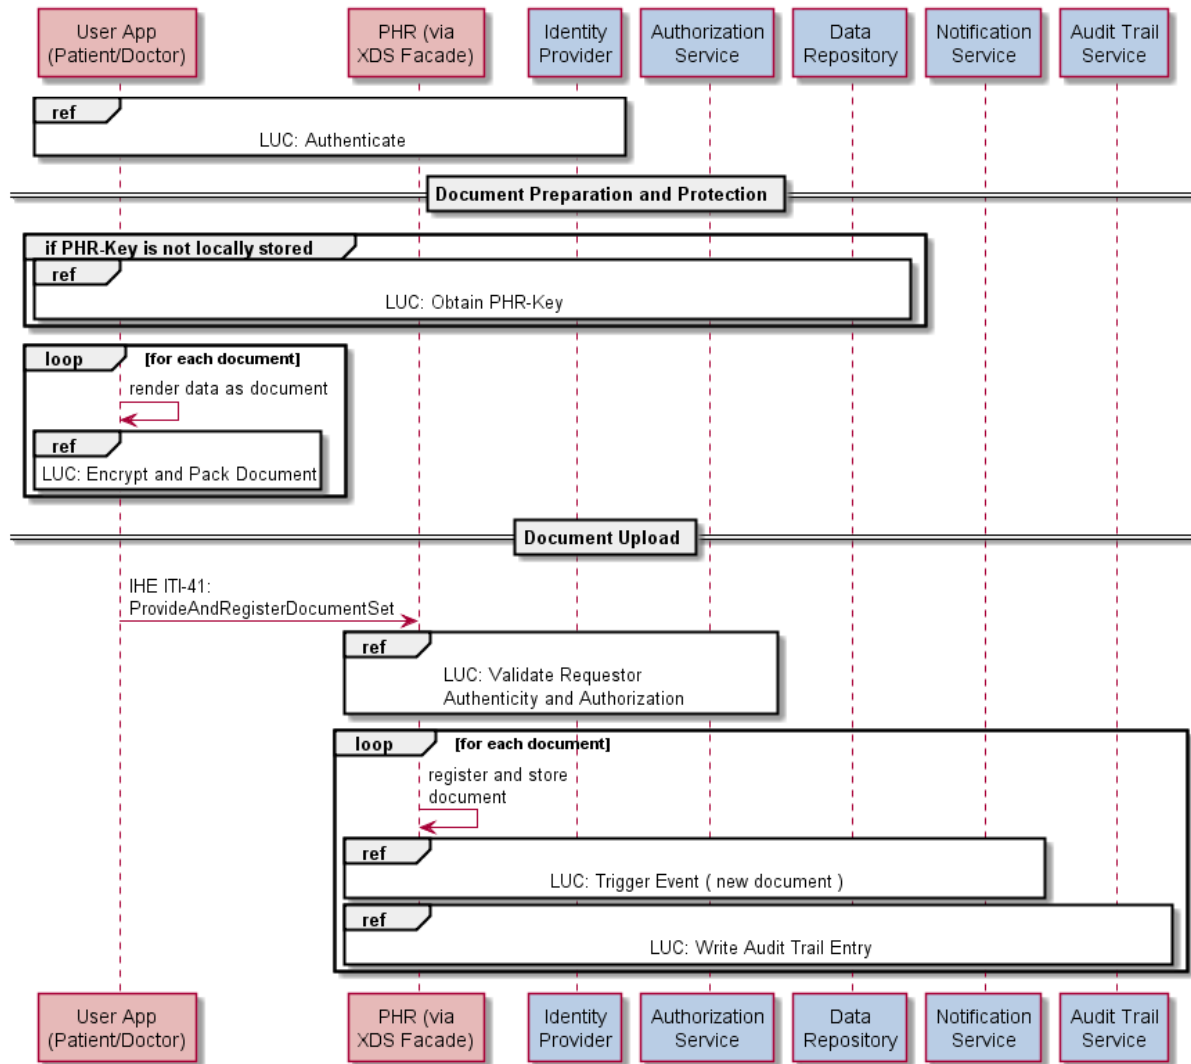 User App
(Patient/Doctor)
PHR (via
XDS Facade)
Identity
Provider
Authorization
Service
Data
Repository
Notification
Service
Audit Trail
Service
ref
LUC: Authenticate
Document Preparation and Protection
if PHR-Key is not locally stored
ref
LUC: Obtain PHR-Key
loop [for each document]
render data as document
ref
LUC: Encrypt and Pack Document
Document Upload
IHE ITI-41:
ProvideAndRegisterDocumentSet
ref
LUC: Validate Requestor
Authenticity and Authorization
loop [for each document]
register and store
document
ref
LUC: Trigger Event ( new document )
ref
LUC: Write Audit Trail Entry
User App
(Patient/Doctor)
PHR (via
XDS Facade)
Identity
Provider
Authorization
Service
Data
Repository
Notification
Service
Audit Trail
Service